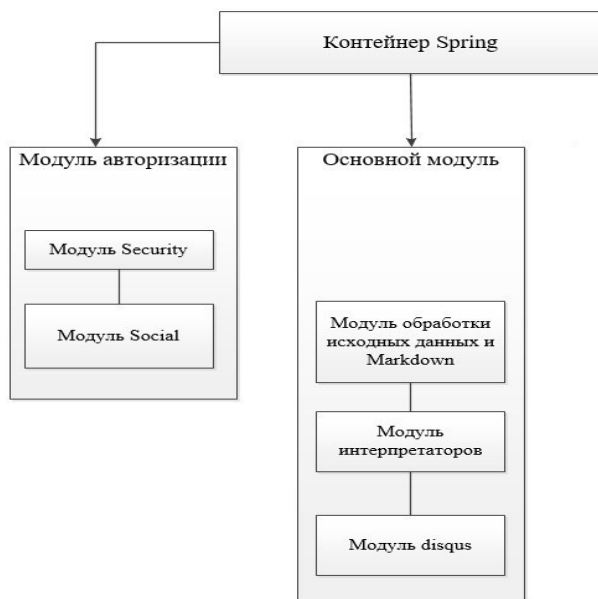 Контейнер Spring
Модуль авторизации
Модуль Security
Модуль Social
Основной модуль
Модуль обработки
исходных данных и
Markdown
Модуль
интерпретаторов
Модуль disqus